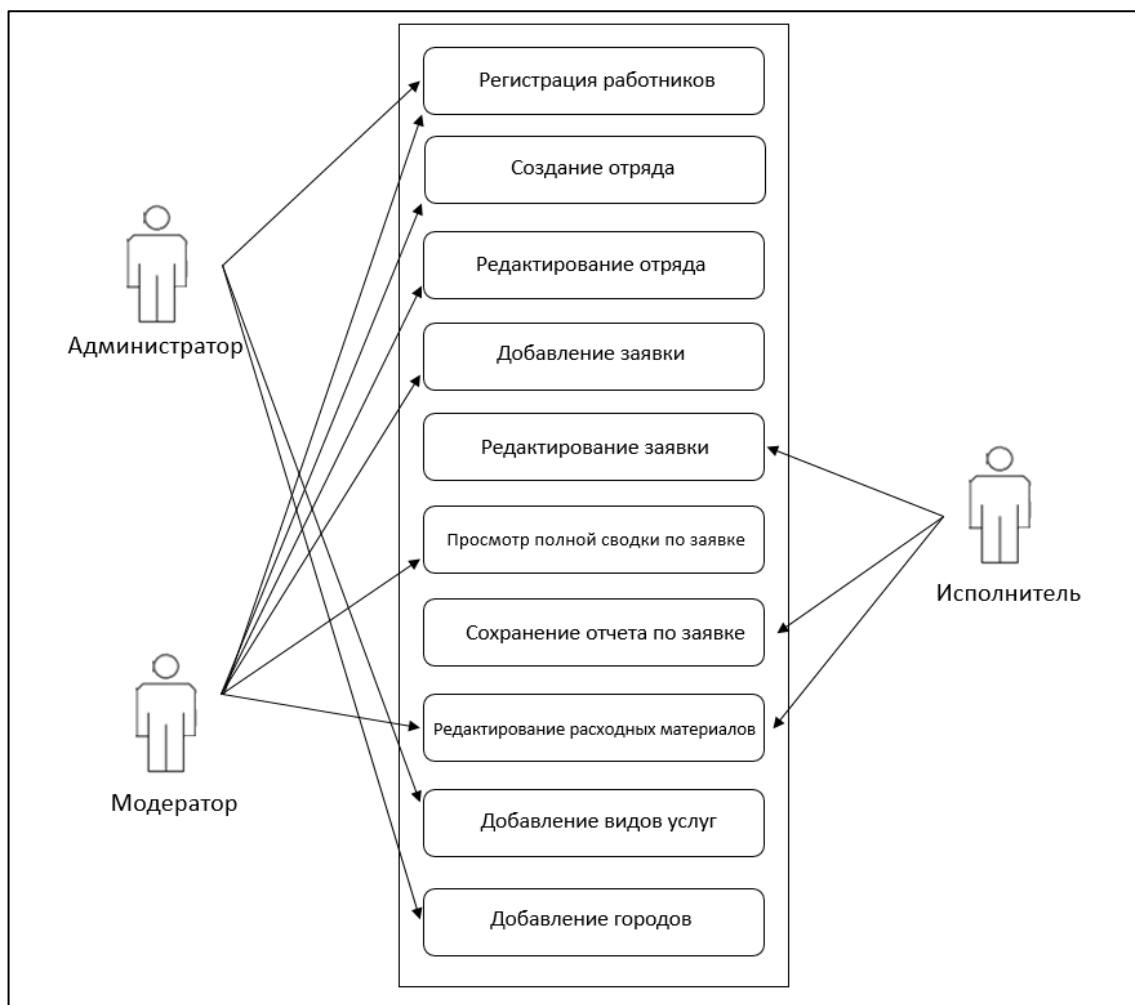 Регистрация работников
Создание отряда
Редактирование отряда
Администратор
Добавление заявки
Редактирование заявки
Просмотр полной сводки по заявке
Исполнитель
Сохранение отчета по заявке
Редактирование расходных материалов
Модератор
Добавление видов услуг
Добавление городов